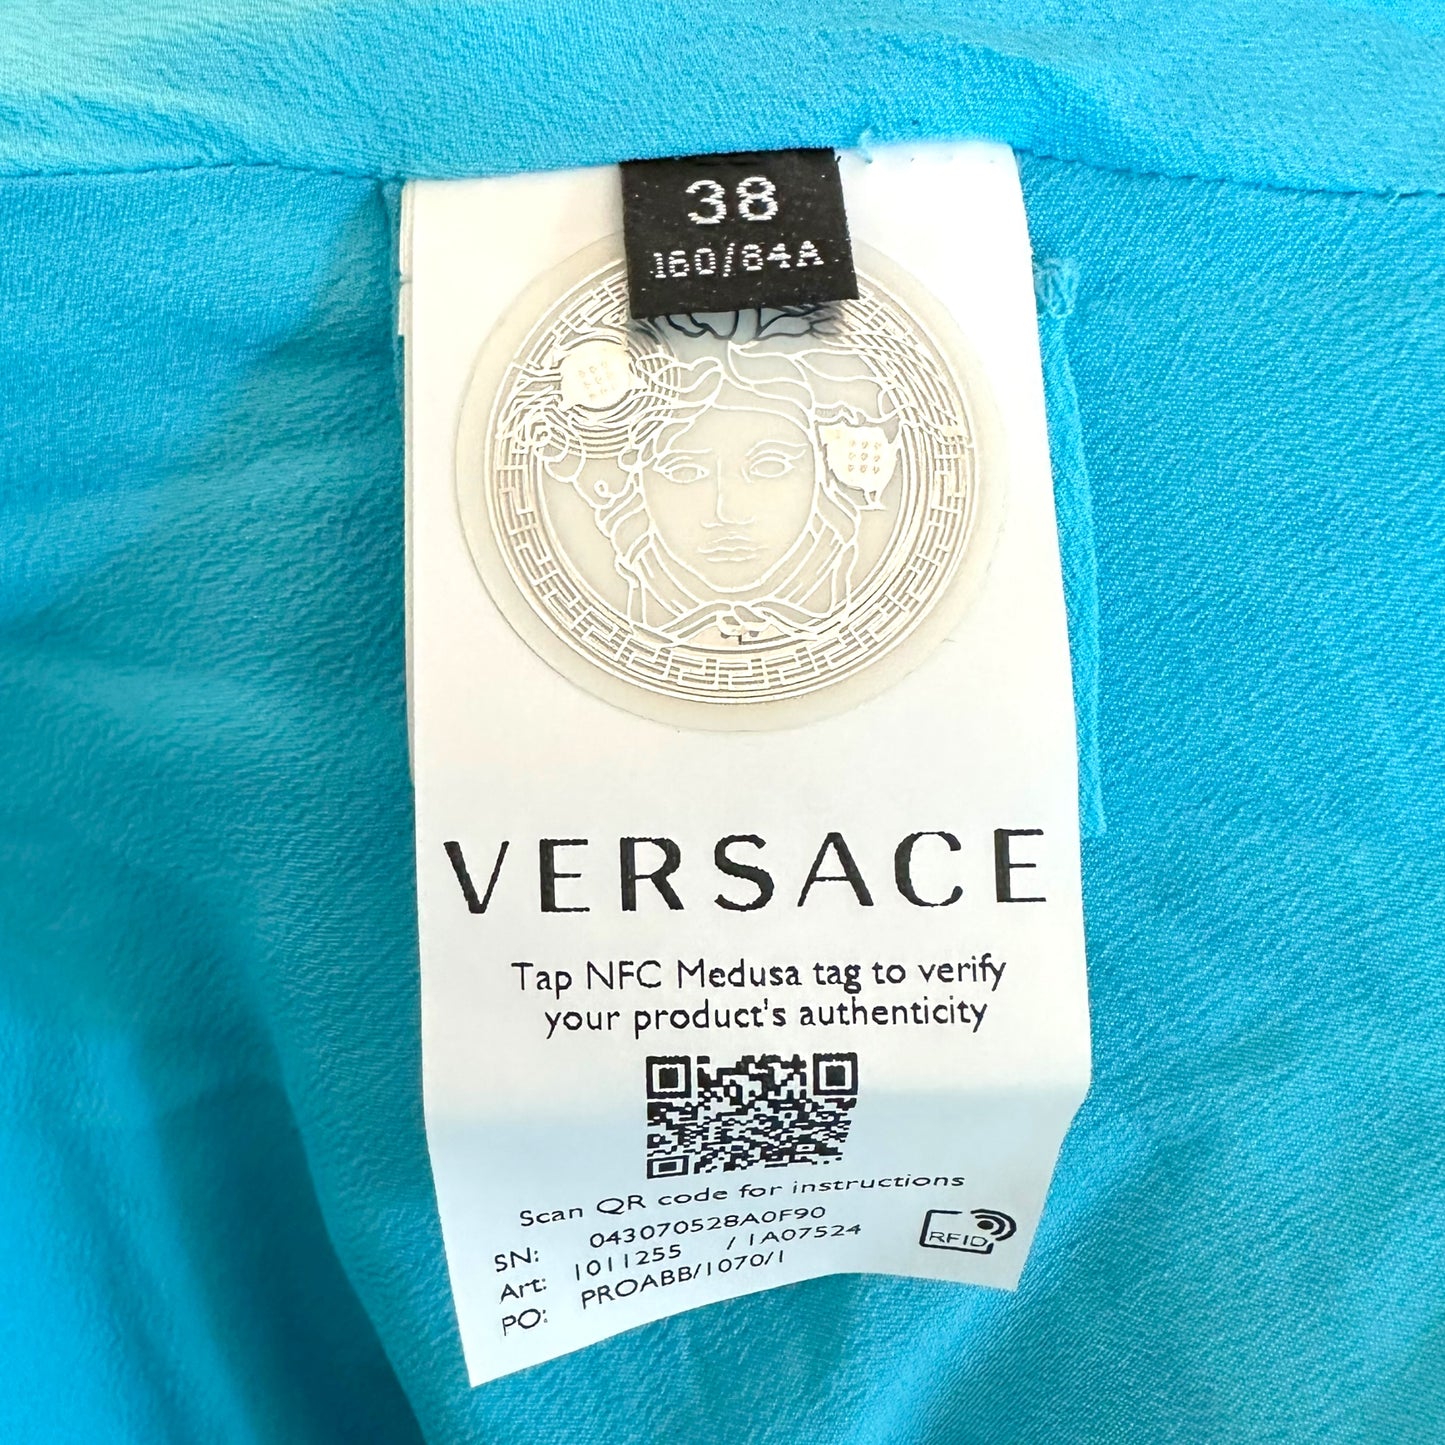 38
160/84A
VERSACE
Tap NFC Medusa tag to verify
your product's authenticity
Scan QR code for instructions
SN: 043070528A0F90
Art: 1011255 / 1A07524
PO: PROABB/1070/1
RFID